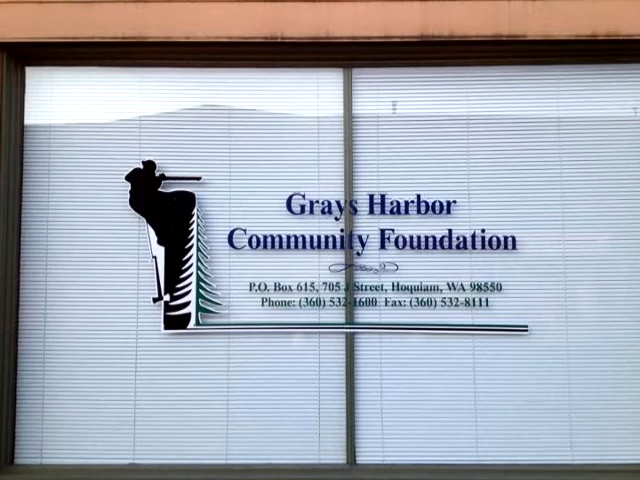 Grays Harbor
Community Foundation
P.O. Box 615, 705 J Street, Hoquiam, WA 98550
Phone: (360) 532-1600 Fax: (360) 532-8111